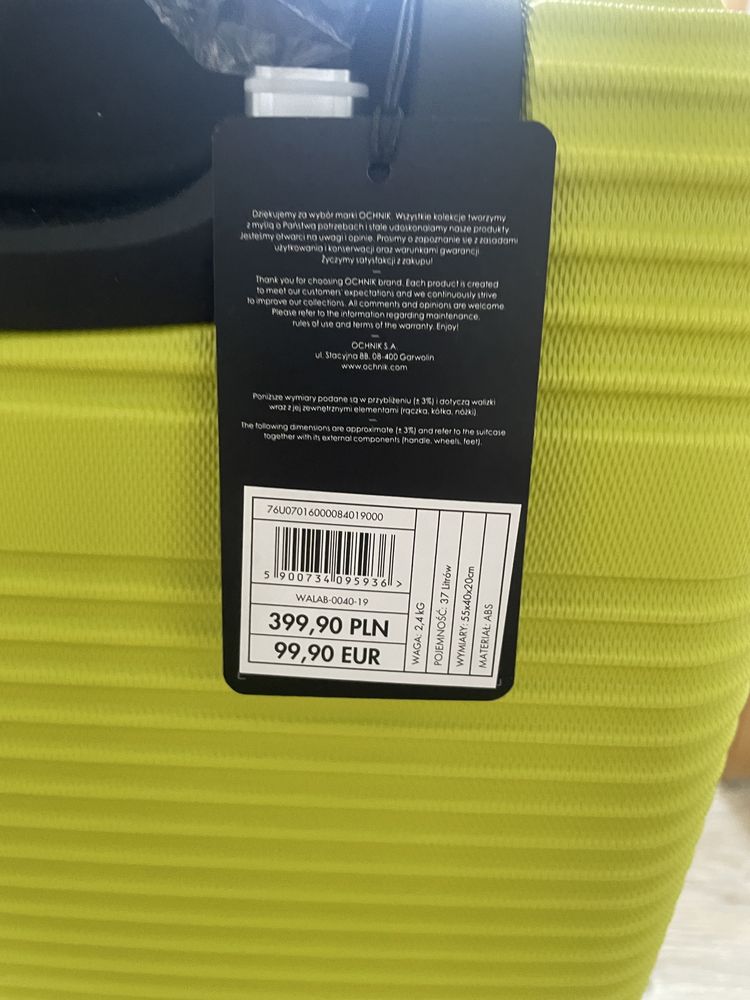 Dziękujemy za wybór marki OCHNIK. Wszystkie kolekcje tworzymy
z myślą o Państwa potrzebach i stale udoskonalamy nasze produkty.
Jesteśmy otwarci na uwagi i opinie. Prosimy o zapoznanie się z zasadami
użytkowania i konserwacji oraz warunkami gwarancji.
Życzymy satysfakcji z zakupu!
Thank you for choosing OCHNIK brand. Each product is created
to meet our customers' expectations and we continuously strive
to improve our collections. All comments and opinions are welcome.
Please refer to the information regarding maintenance,
rules of use and terms of the warranty. Enjoy!
OCHNIK S.A.
ul. Stacyjna 8B, 08-400 Garwolin
www.ochnik.com
Poniższe wymiary podane są w przybliżeniu (± 3%) i dotyczą walizki
wraz z jej zewnętrznymi elementami (rączka, kółka, nóżki).
The following dimensions are approximate (± 3%) and refer to the suitcase
together with its external components (handle, wheels, feet).
76U07016000084019000
5 900734 095936 >
WALAB-0040-19
399,90 PLN
99,90 EUR
WAGA: 2,4 KG
POJEMNOŚĆ: 37 Litrów
WYMIARY: 55x40x20cm
MATERIAŁ: ABS